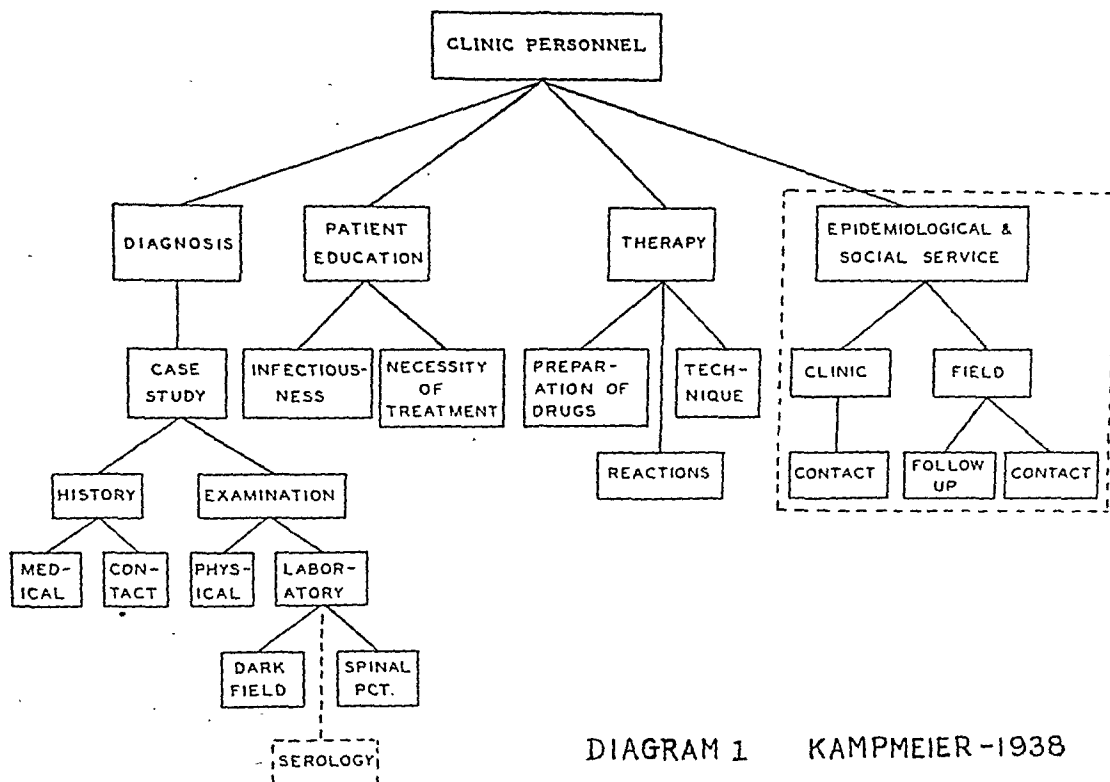 CLINIC PERSONNEL
DIAGNOSIS
PATIENT
EDUCATION
THERAPY
EPIDEMIOLOGICAL &
SOCIAL SERVICE
CASE
STUDY
INFECTIOUS-
NESS
NECESSITY
OF
TREATMENT
PREPAR-
ATION OF
DRUGS
TECH-
NIQUE
CLINIC
FIELD
REACTIONS
CONTACT
FOLLOW
UP
CONTACT
HISTORY
EXAMINATION
MED-
ICAL
CON-
TACT
PHYS-
ICAL
LABOR-
ATORY
DARK
FIELD
SPINAL
PCT.
SEROLOGY
DIAGRAM 1 KAMPMEIER-1938